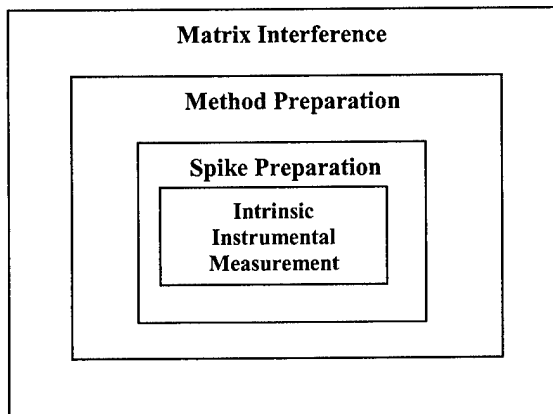 Matrix Interference
Method Preparation
Spike Preparation
Intrinsic
Instrumental
Measurement